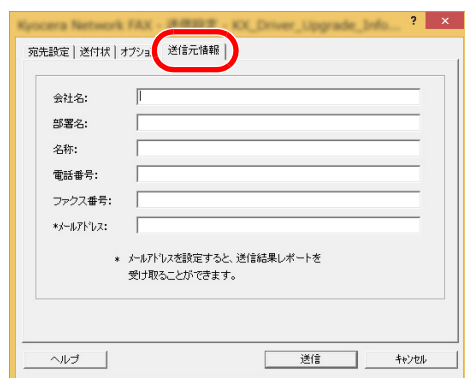 Kyocera Network FAX - 送信設定 - KX_Driver_Upgrade_Info... ? ×
宛先設定 送付状 オプショ 送信元情報
会社名:
部署名:
名称:
電話番号:
ファクス番号:
*メールアドレス:
* メールアドレスを設定すると、送信結果レポートを
受け取ることができます。
ヘルプ 送信 キャンセル